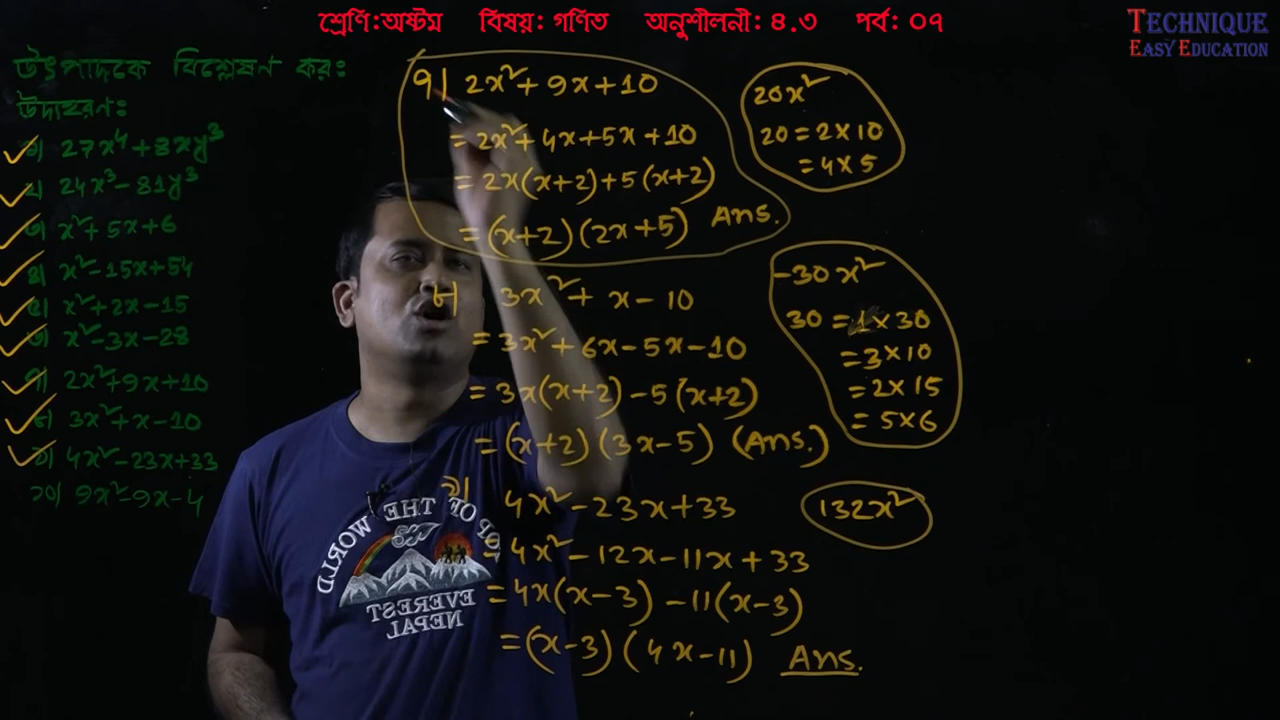 শ্রেণি:অষ্টম বিষয়: গণিত অনুশীলনী: ৪.৩ পর্ব: ০৭
TECHNIQUE
EASY EDUCATION
উৎপাদকে বিশ্লেষন কর:
উদাহরণ:
১) 27x⁴+8xy³
২) 24x³-81y³
৩) x²+5x+6
৪) x²-15x+54
৫) x²+2x-15
৬) x²-3x-28
৭) 2x²+9x+10
৮) 3x²+x-10
৯) 4x²-23x+33
১০) 9x²-9x-4
৭) 2x²+9x+10
=2x²+4x+5x+10
=2x(x+2)+5(x+2)
=(x+2)(2x+5) Ans.
20x²
20=2×10
=4×5
৮) 3x²+x-10
=3x²+6x-5x-10
=3x(x+2)-5(x+2)
=(x+2)(3x-5) (Ans.)
-30x²
30=1×30
=3×10
=2×15
=5×6
৯) 4x²-23x+33
=4x²-12x-11x+33
=4x(x-3)-11(x-3)
=(x-3)(4x-11) Ans.
132x²
TOP OF THE WORLD
EVEREST
NEPAL